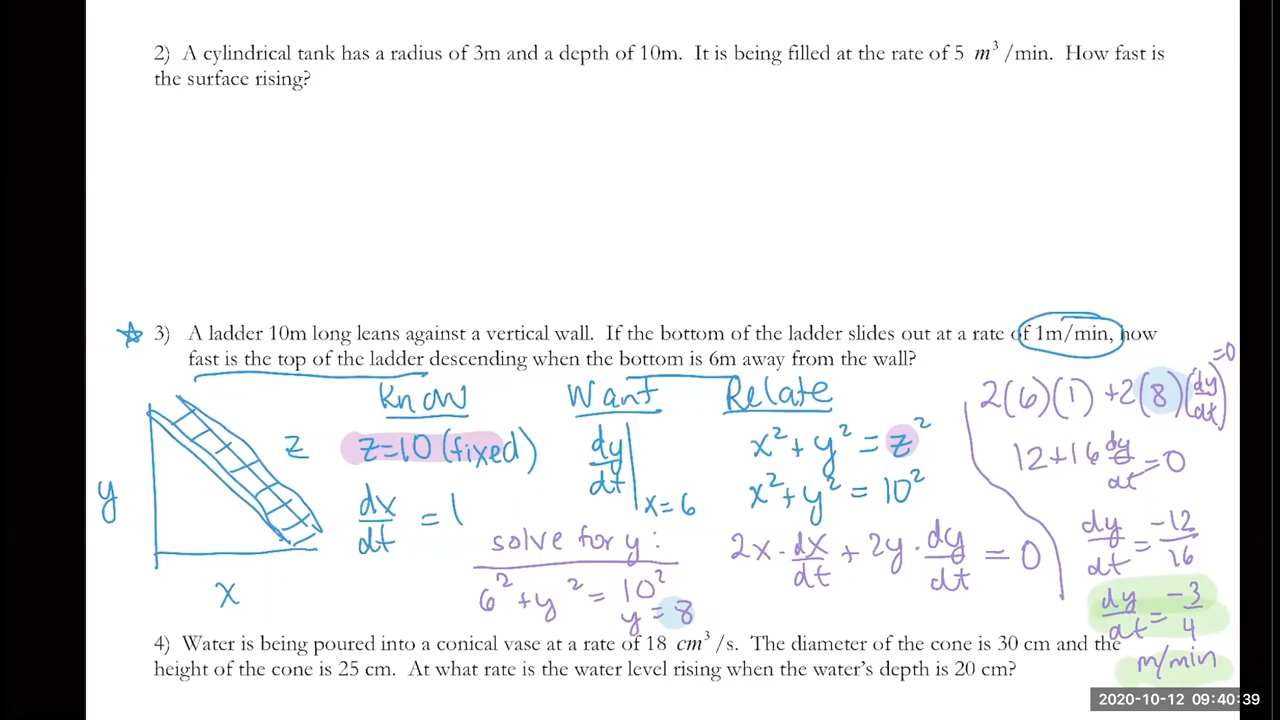 2) A cylindrical tank has a radius of 3m and a depth of 10m. It is being filled at the rate of 5 m³/min. How fast is
the surface rising?
3) A ladder 10m long leans against a vertical wall. If the bottom of the ladder slides out at a rate of 1m/min, how
fast is the top of the ladder descending when the bottom is 6m away from the wall?
Know
z=10 (fixed)
dx/dt = 1
Want
dy/dt | x=6
Relate
x² + y² = z²
x² + y² = 10²
2x · dx/dt + 2y · dy/dt = 0
solve for y:
6² + y² = 10²
y = 8
2(6)(1) + 2(8)(dy/dt) = 0
12 + 16 dy/dt = 0
dy/dt = -12/16
dy/dt = -3/4
m/min
z
y
x
4) Water is being poured into a conical vase at a rate of 18 cm³/s. The diameter of the cone is 30 cm and the
height of the cone is 25 cm. At what rate is the water level rising when the water's depth is 20 cm?
2020-10-12 09:40:39